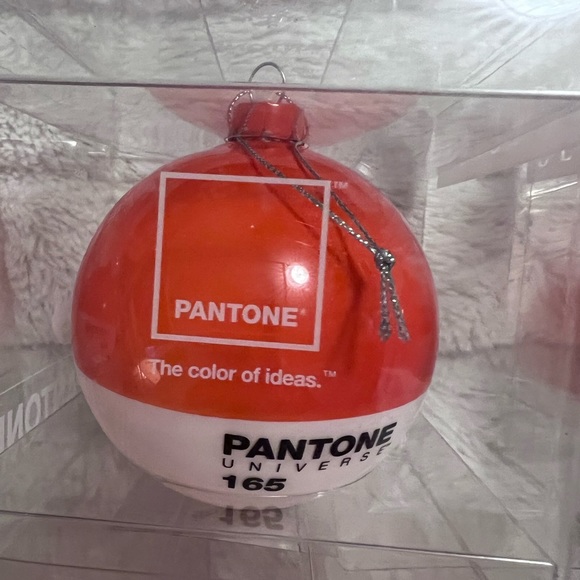 PANTONE®
The color of ideas.™
PANTONE
UNIVERSE
165